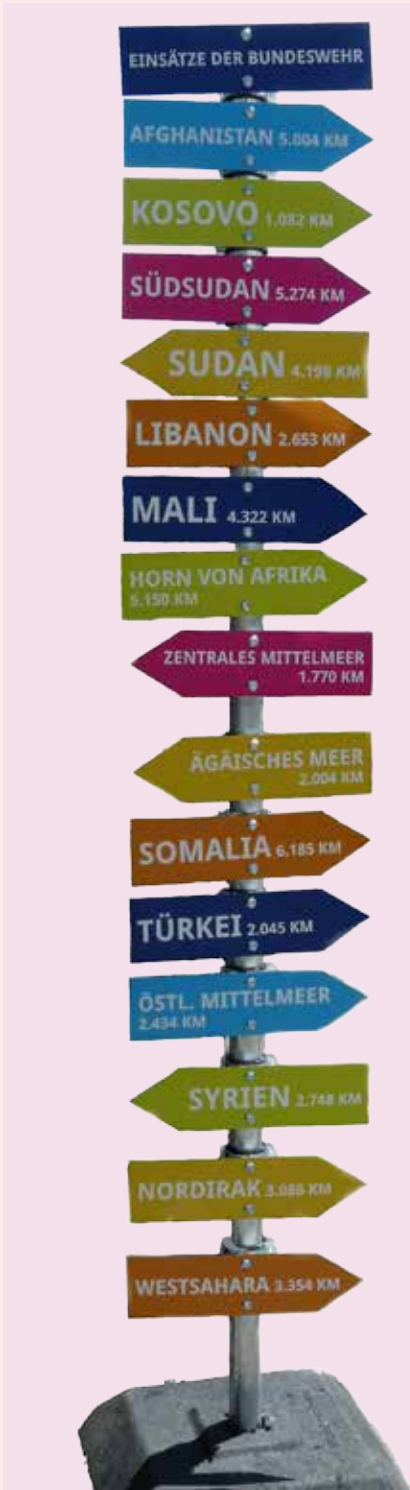 EINSÄTZE DER BUNDESWEHR
AFGHANISTAN 5.004 KM
KOSOVO 1.082 KM
SÜDSUDAN 5.274 KM
SUDAN 4.198 KM
LIBANON 2.653 KM
MALI 4.322 KM
HORN VON AFRIKA
5.150 KM
ZENTRALES MITTELMEER
1.770 KM
ÄGÄISCHES MEER
2.004 KM
SOMALIA 6.185 KM
TÜRKEI 2.045 KM
ÖSTL. MITTELMEER
2.434 KM
SYRIEN 2.748 KM
NORDIRAK 3.086 KM
WESTSAHARA 3.354 KM